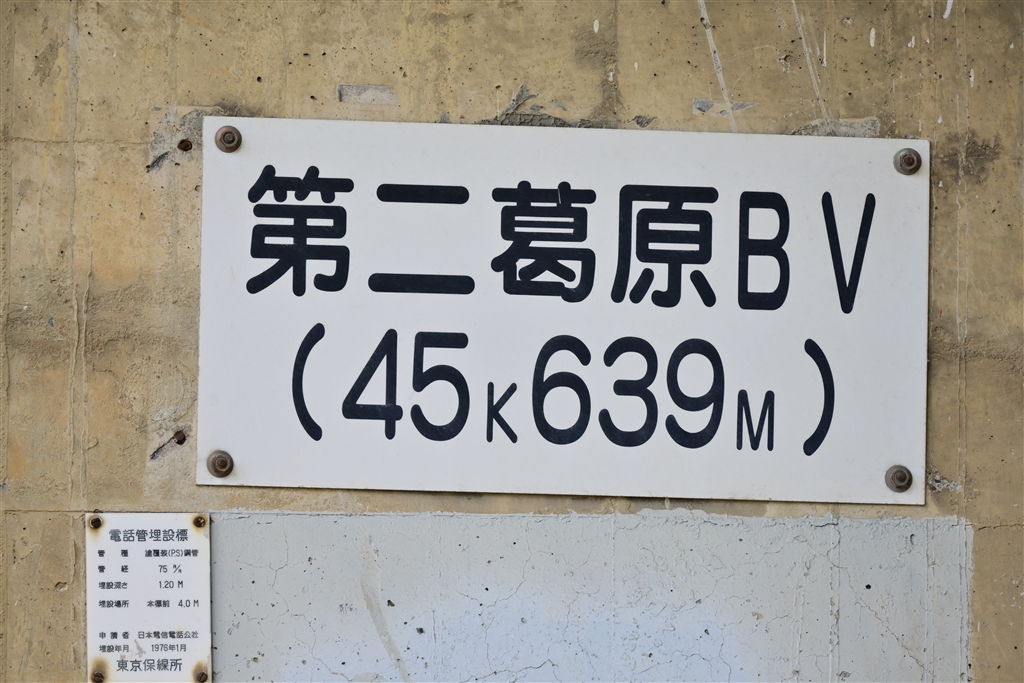 第二葛原BV
(45K639M)
電話管埋設標
管種 塗覆装(P.S)鋼管
管経 75 ㎜
埋設深さ 1.20 M
埋設場所 本標前 4.0 M
申請者 日本電信電話公社
埋設年月 1976年1月
東京保線所